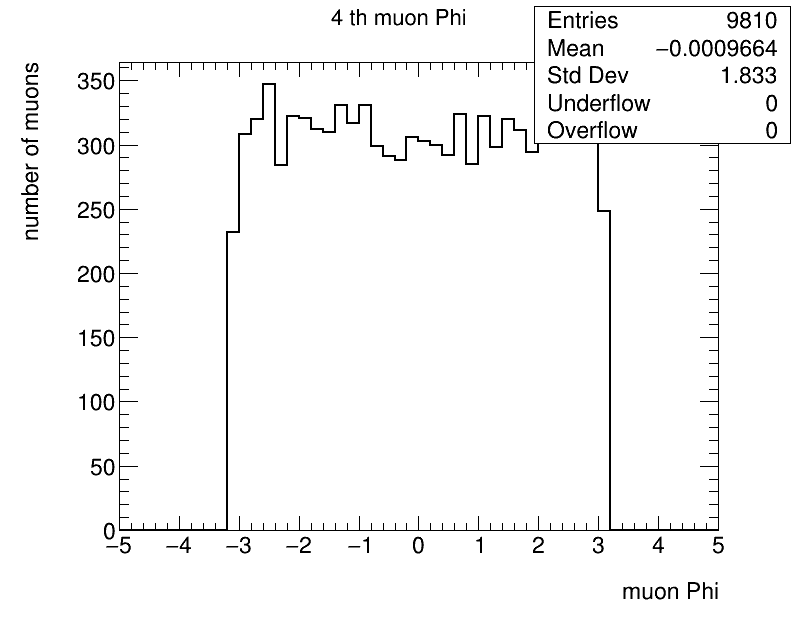 4 th muon Phi
Entries 9810
Mean −0.0009664
Std Dev 1.833
Underflow 0
Overflow 0
number of muons
350
300
250
200
150
100
50
0
−5 −4 −3 −2 −1 0 1 2 3 4 5
muon Phi